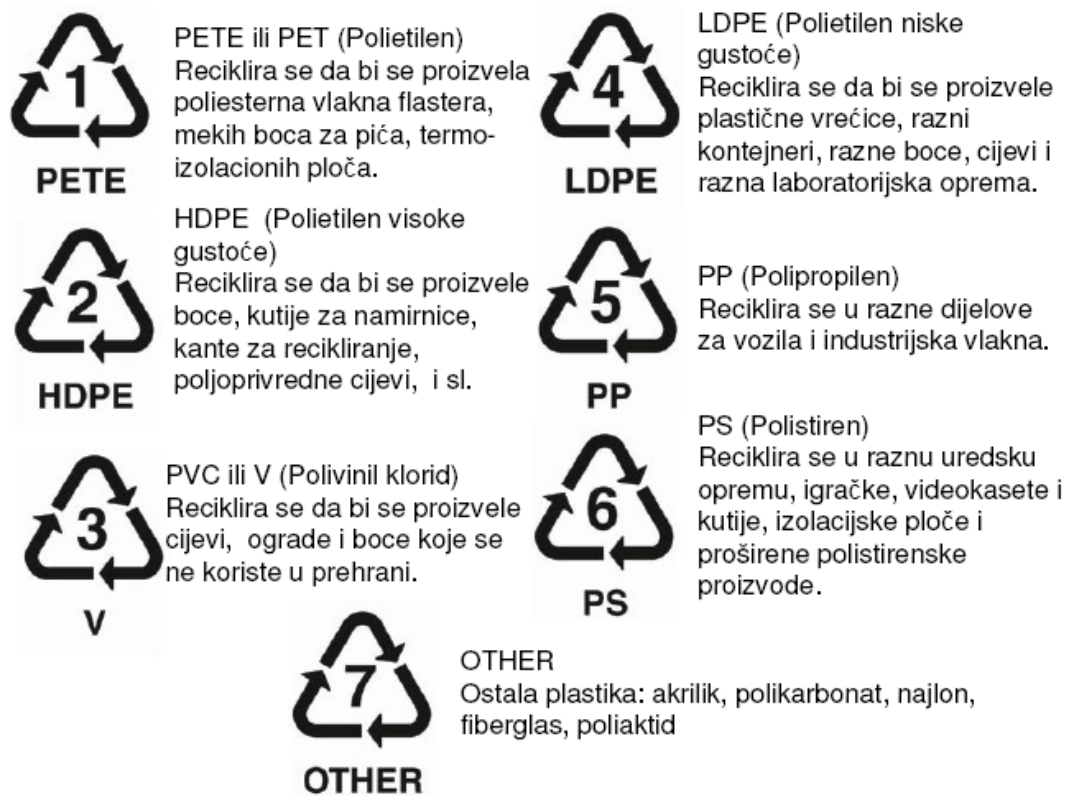 1
PETE
PETE ili PET (Polietilen)
Reciklira se da bi se proizvela
poliesterna vlakna flastera,
mekih boca za pića, termo-
izolacionih ploča.
2
HDPE
HDPE (Polietilen visoke
gustoće)
Reciklira se da bi se proizvele
boce, kutije za namirnice,
kante za recikliranje,
poljoprivredne cijevi, i sl.
3
V
PVC ili V (Polivinil klorid)
Reciklira se da bi se proizvele
cijevi, ograde i boce koje se
ne koriste u prehrani.
4
LDPE
LDPE (Polietilen niske
gustoće)
Reciklira se da bi se proizvele
plastične vrećice, razni
kontejneri, razne boce, cijevi i
razna laboratorijska oprema.
5
PP
PP (Polipropilen)
Reciklira se u razne dijelove
za vozila i industrijska vlakna.
6
PS
PS (Polistiren)
Reciklira se u raznu uredsku
opremu, igračke, videokasete i
kutije, izolacijske ploče i
proširene polistirenske
proizvode.
7
OTHER
OTHER
Ostala plastika: akrilik, polikarbonat, najlon,
fiberglas, poliaktid